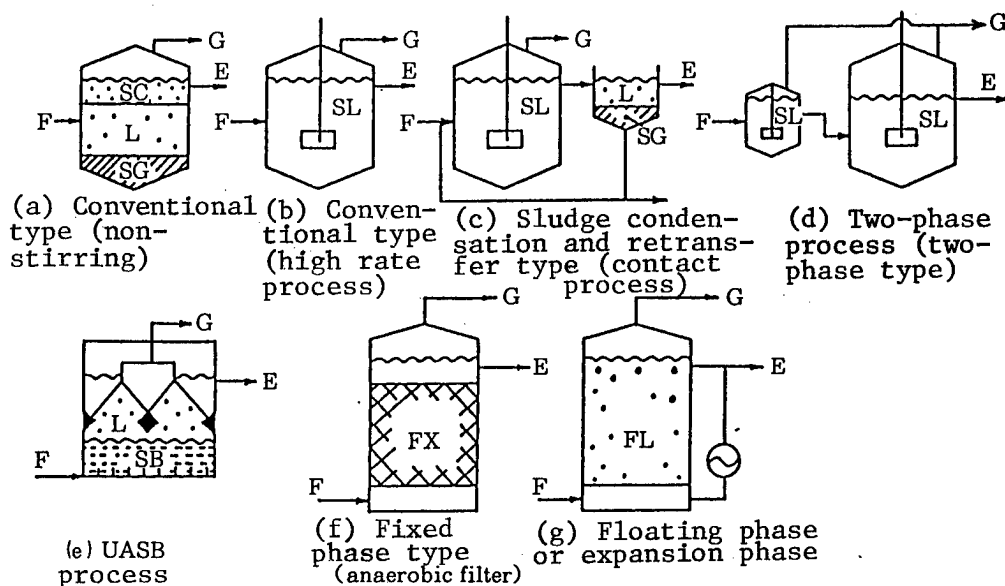 G
E
SC
F
L
SG
(a) Conventional
type (non-
stirring)
G
E
F
SL
(b) Conven-
tional type
(high rate
process)
G
E
F
SL
L
SG
(c) Sludge conden-
sation and retrans-
fer type (contact
process)
G
E
F
SL
SL
(d) Two-phase
process (two-
phase type)
G
E
L
F
SB
(e) UASB
process
G
E
FX
F
(f) Fixed
phase type
(anaerobic filter)
G
E
FL
F
(g) Floating phase
or expansion phase